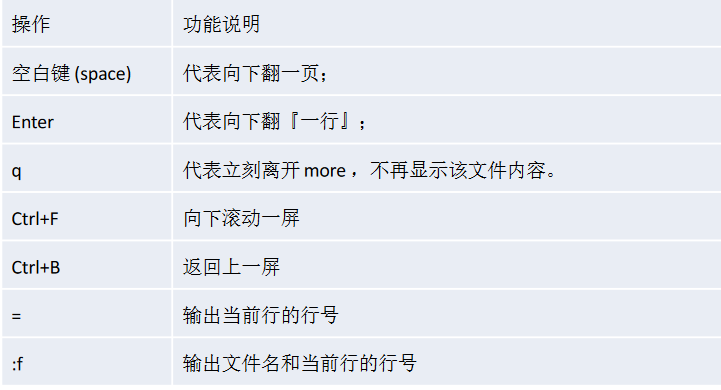 操作 功能说明
空白键 (space) 代表向下翻一页；
Enter 代表向下翻『一行』；
q 代表立刻离开 more ，不再显示该文件内容。
Ctrl+F 向下滚动一屏
Ctrl+B 返回上一屏
= 输出当前行的行号
:f 输出文件名和当前行的行号